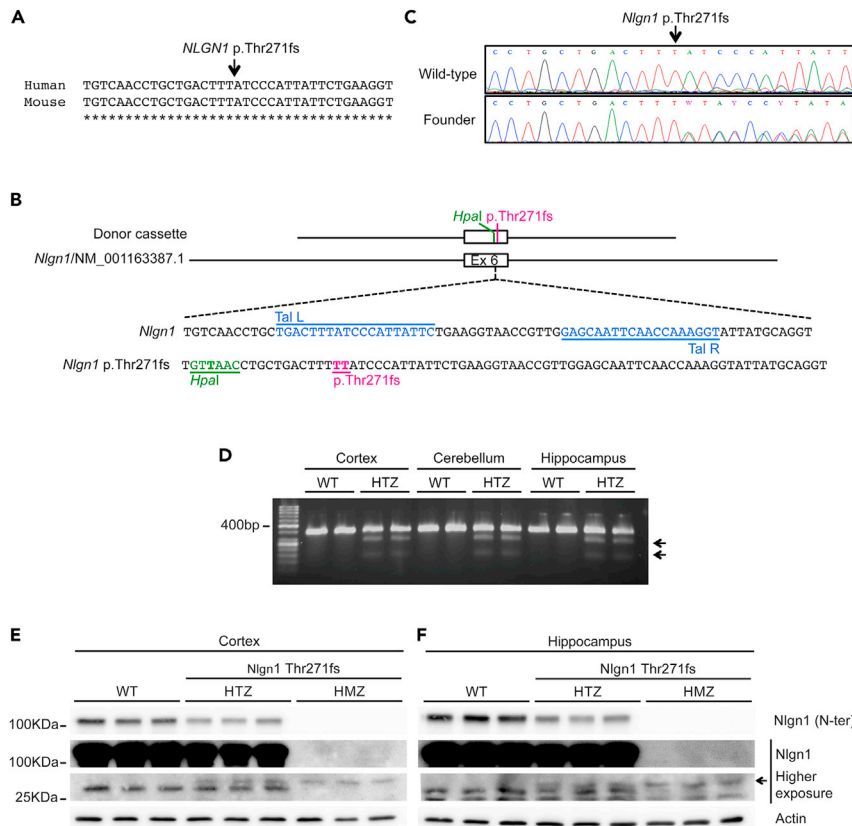 A
NLGN1 p.Thr271fs
Human TGTCAACCTGCTGACTTTATCCCATTATTCTGAAGGT
Mouse TGTCAACCTGCTGACTTTATCCCATTATTCTGAAGGT
*************************************
C
Nlgn1 p.Thr271fs
C C T G C T G A C T T T A T C C C A T T A T T
Wild-type
C C T G C T G A C T T T W T A Y C C Y T A T A
Founder
B
HpaI p.Thr271fs
Donor cassette
Nlgn1/NM_001163387.1
Ex 6
Tal L
Nlgn1 TGTCAACCTGCTGACTTTATCCCATTATTCTGAAGGTAACCGTTGGAGCAATTCAACCAAAGGTATTATGCAGGT
Tal R
Nlgn1 p.Thr271fs TGTTAACCTGCTGACTTTTTATCCCATTATTCTGAAGGTAACCGTTGGAGCAATTCAACCAAAGGTATTATGCAGGT
HpaI p.Thr271fs
D
Cortex Cerebellum Hippocampus
WT HTZ WT HTZ WT HTZ
400bp
E
Cortex
Nlgn1 Thr271fs
WT HTZ HMZ
100KDa
100KDa
25KDa
F
Hippocampus
Nlgn1 Thr271fs
WT HTZ HMZ
Nlgn1 (N-ter)
Nlgn1
Higher
exposure
Actin